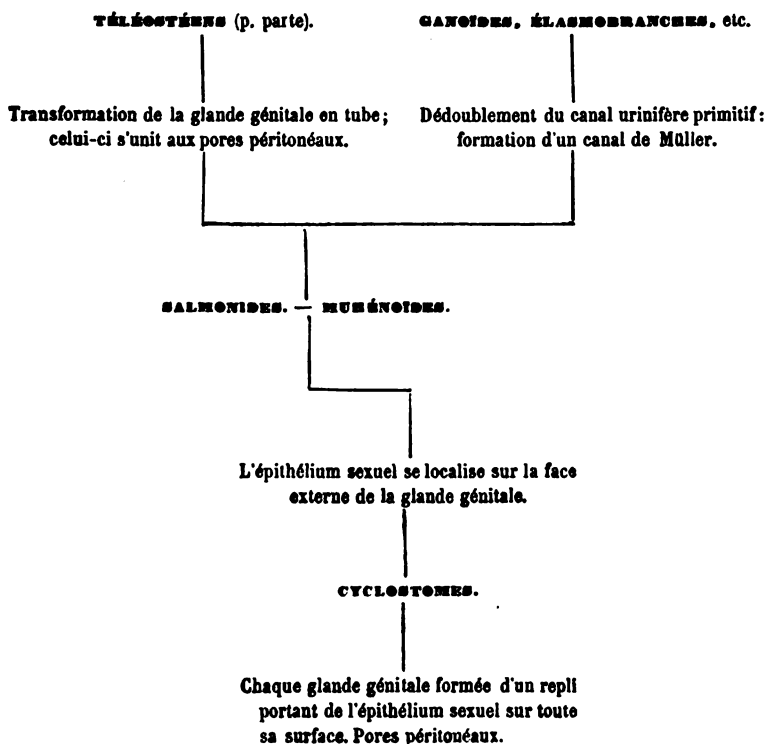 TÉLÉOSTÉENS (p. parte).
GANOÏDES, ÉLASMOBRANCHES, etc.
Transformation de la glande génitale en tube;
celui-ci s'unit aux pores péritonéaux.
Dédoublement du canal urinifère primitif:
formation d'un canal de Müller.
SALMONIDES. — MURÉNOÏDES.
L'épithélium sexuel se localise sur la face
externe de la glande génitale.
CYCLOSTOMES.
Chaque glande génitale formée d'un repli
portant de l'épithélium sexuel sur toute
sa surface. Pores péritonéaux.